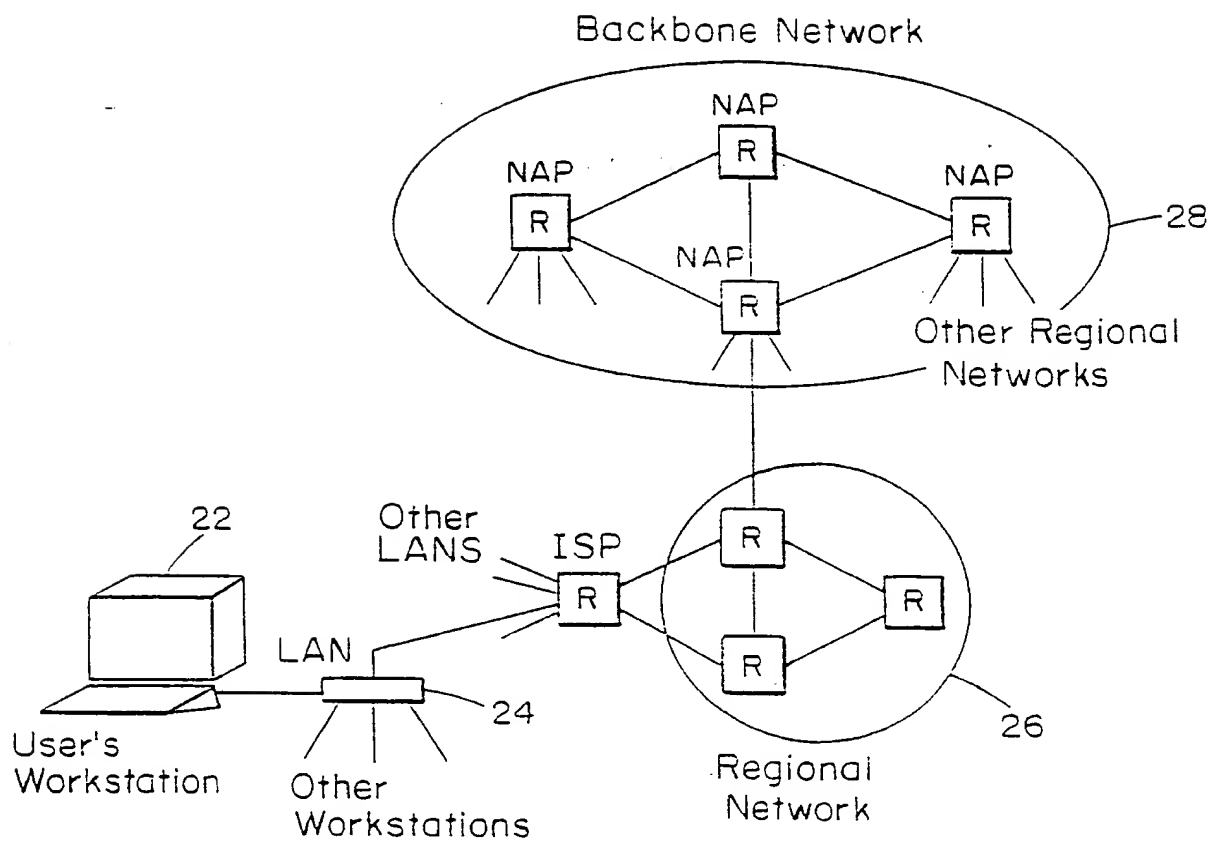 Backbone Network
NAP
R
NAP
R
NAP
R
NAP
R
28
Other Regional
Networks
22
Other
LANS
ISP
R
R
R
R
LAN
24
26
User's
Workstation
Other
Workstations
Regional
Network